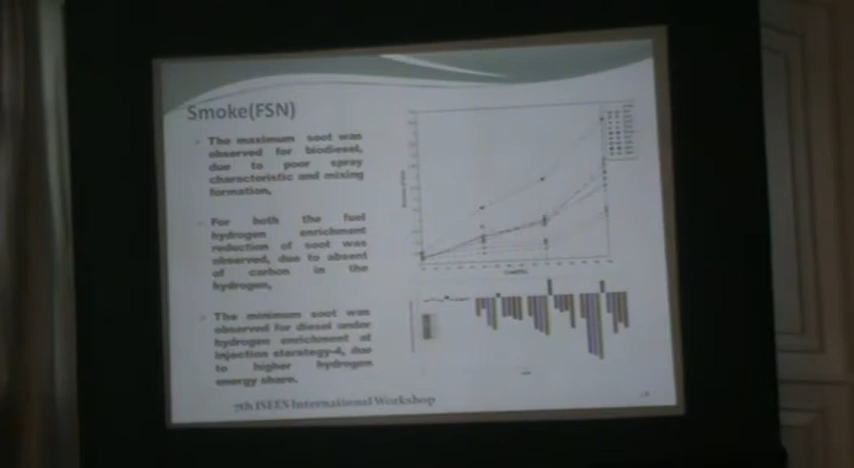 Smoke(FSN)
The maximum soot was
observed for biodiesel,
due to poor spray
characteristic and mixing
formation.
For both the fuel
hydrogen enrichment
reduction of soot was
observed, due to absent
of carbon in the
hydrogen.
The minimum soot was
observed for diesel under
hydrogen enrichment at
injection starategy-4, due
to higher hydrogen
energy share.
7th ISEES International Workshop